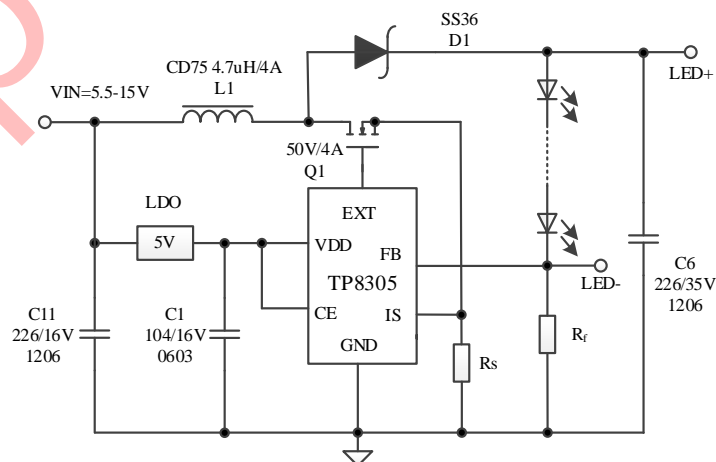 SS36
D1
CD75 4.7uH/4A
L1
VIN=5.5-15V
LED+
50V/4A
Q1
LDO
5V
EXT
VDD
FB
TP8305
CE
IS
GND
LED-
C6
226/35V
1206
C11
226/16V
1206
C1
104/16V
0603
Rs
Rf